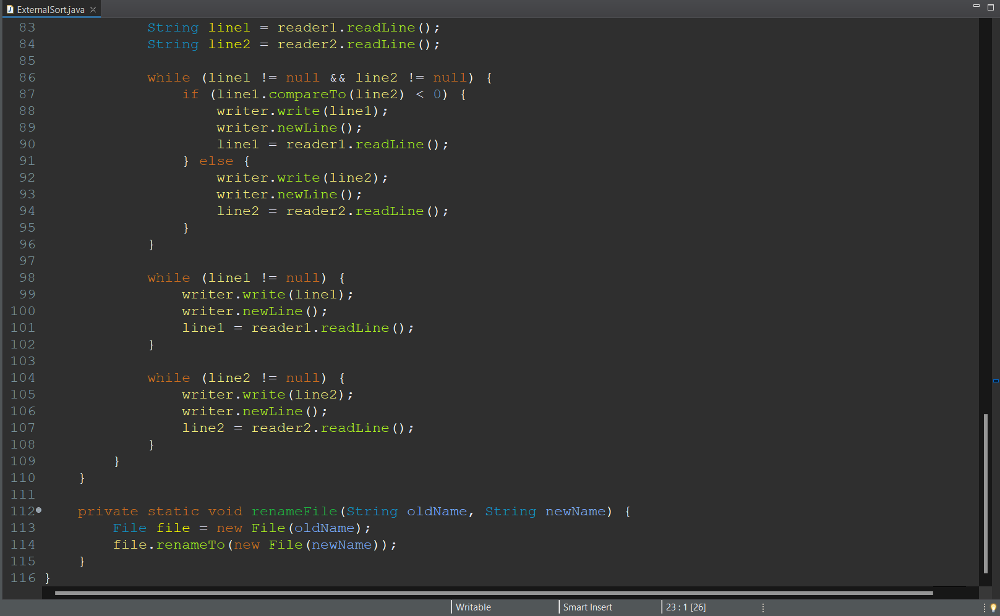 ExternalSort.java
83 String line1 = reader1.readLine();
84 String line2 = reader2.readLine();
85
86 while (line1 != null && line2 != null) {
87 if (line1.compareTo(line2) < 0) {
88 writer.write(line1);
89 writer.newLine();
90 line1 = reader1.readLine();
91 } else {
92 writer.write(line2);
93 writer.newLine();
94 line2 = reader2.readLine();
95 }
96 }
97
98 while (line1 != null) {
99 writer.write(line1);
100 writer.newLine();
101 line1 = reader1.readLine();
102 }
103
104 while (line2 != null) {
105 writer.write(line2);
106 writer.newLine();
107 line2 = reader2.readLine();
108 }
109 }
110 }
111
112 private static void renameFile(String oldName, String newName) {
113 File file = new File(oldName);
114 file.renameTo(new File(newName));
115 }
116 }
Writable Smart Insert 23 : 1 [26]